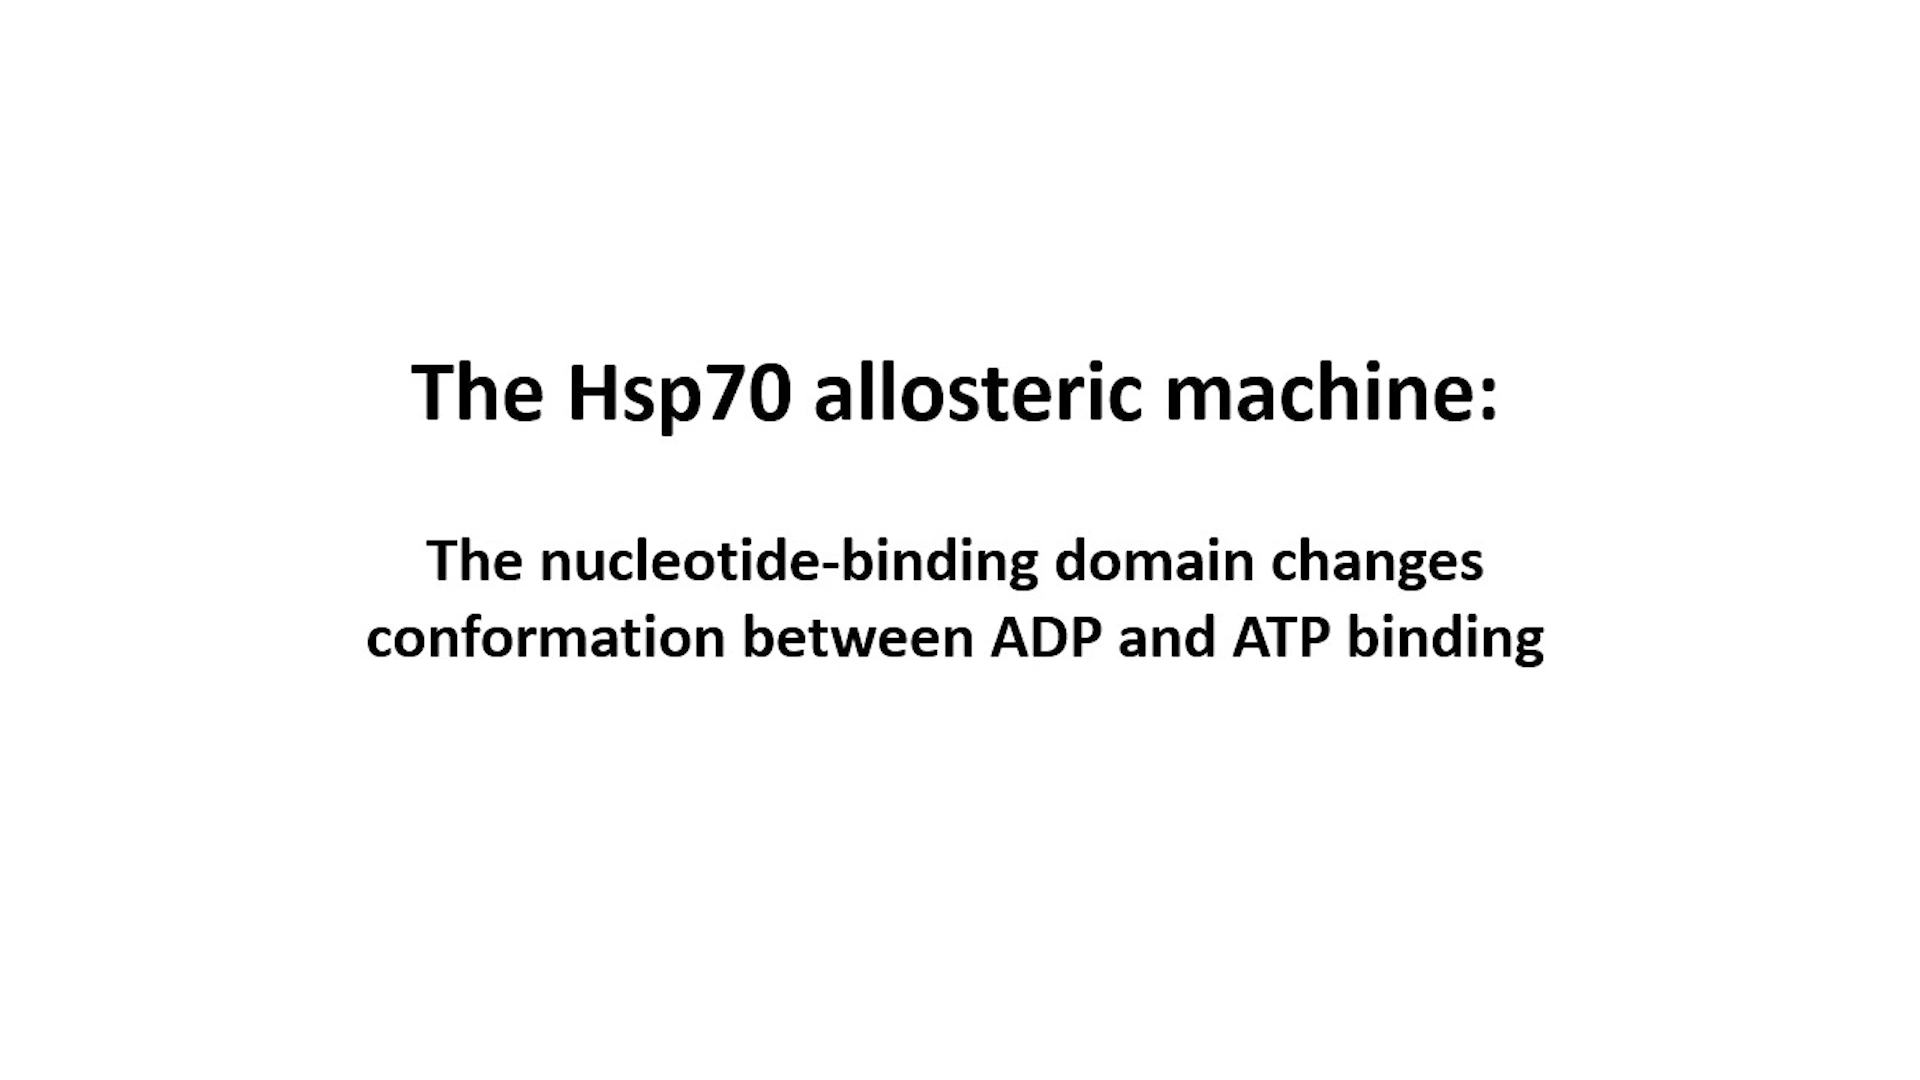 The Hsp70 allosteric machine:
The nucleotide-binding domain changes
conformation between ADP and ATP binding